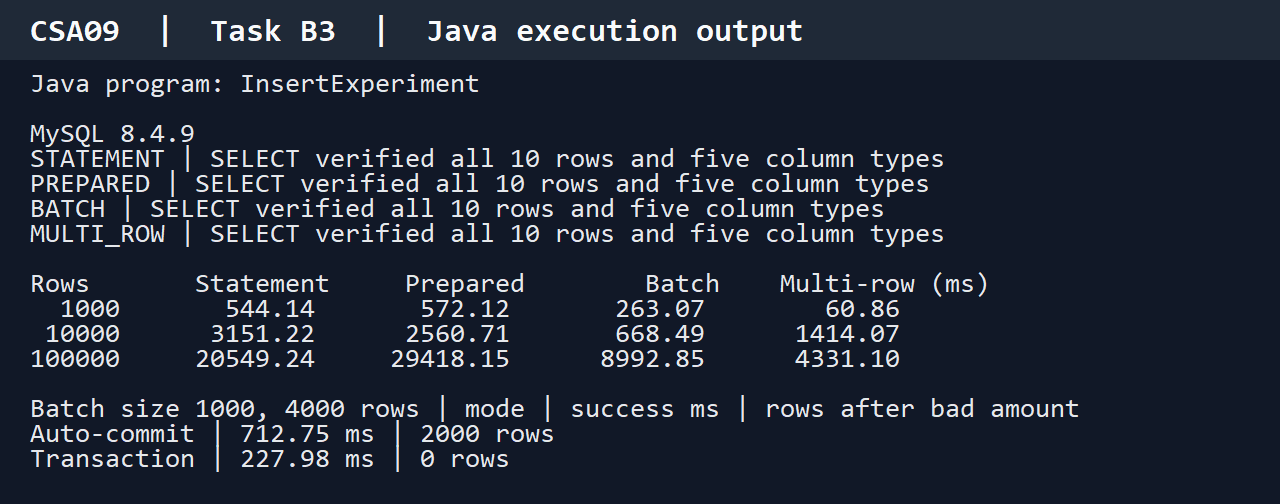 CSA09 | Task B3 | Java execution output
Java program: InsertExperiment
MySQL 8.4.9
STATEMENT | SELECT verified all 10 rows and five column types
PREPARED | SELECT verified all 10 rows and five column types
BATCH | SELECT verified all 10 rows and five column types
MULTI_ROW | SELECT verified all 10 rows and five column types
Rows Statement Prepared Batch Multi-row (ms)
1000 544.14 572.12 263.07 60.86
10000 3151.22 2560.71 668.49 1414.07
100000 20549.24 29418.15 8992.85 4331.10
Batch size 1000, 4000 rows | mode | success ms | rows after bad amount
Auto-commit | 712.75 ms | 2000 rows
Transaction | 227.98 ms | 0 rows